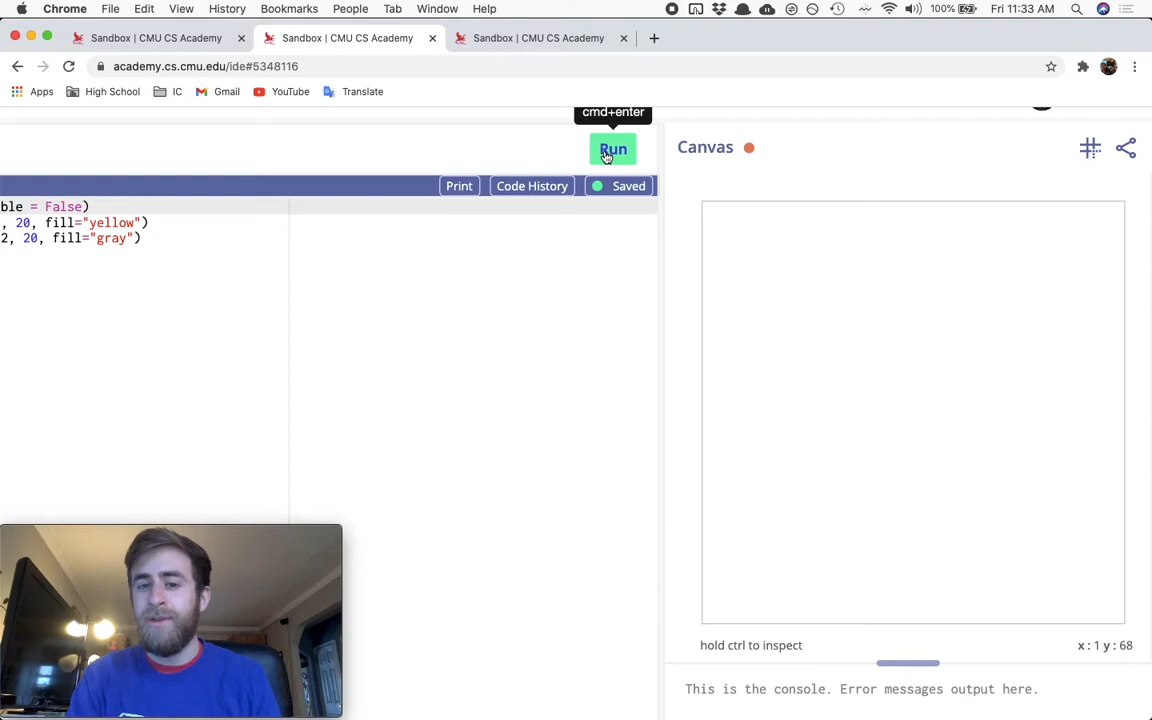 Chrome File Edit View History Bookmarks People Tab Window Help 100% Fri 11:33 AM
Sandbox | CMU CS Academy Sandbox | CMU CS Academy Sandbox | CMU CS Academy
academy.cs.cmu.edu/ide#5348116
Apps High School IC Gmail YouTube Translate
cmd+enter
Run
Canvas
Print Code History Saved
ble = False)
, 20, fill="yellow")
2, 20, fill="gray")
hold ctrl to inspect x : 1 y : 68
This is the console. Error messages output here.